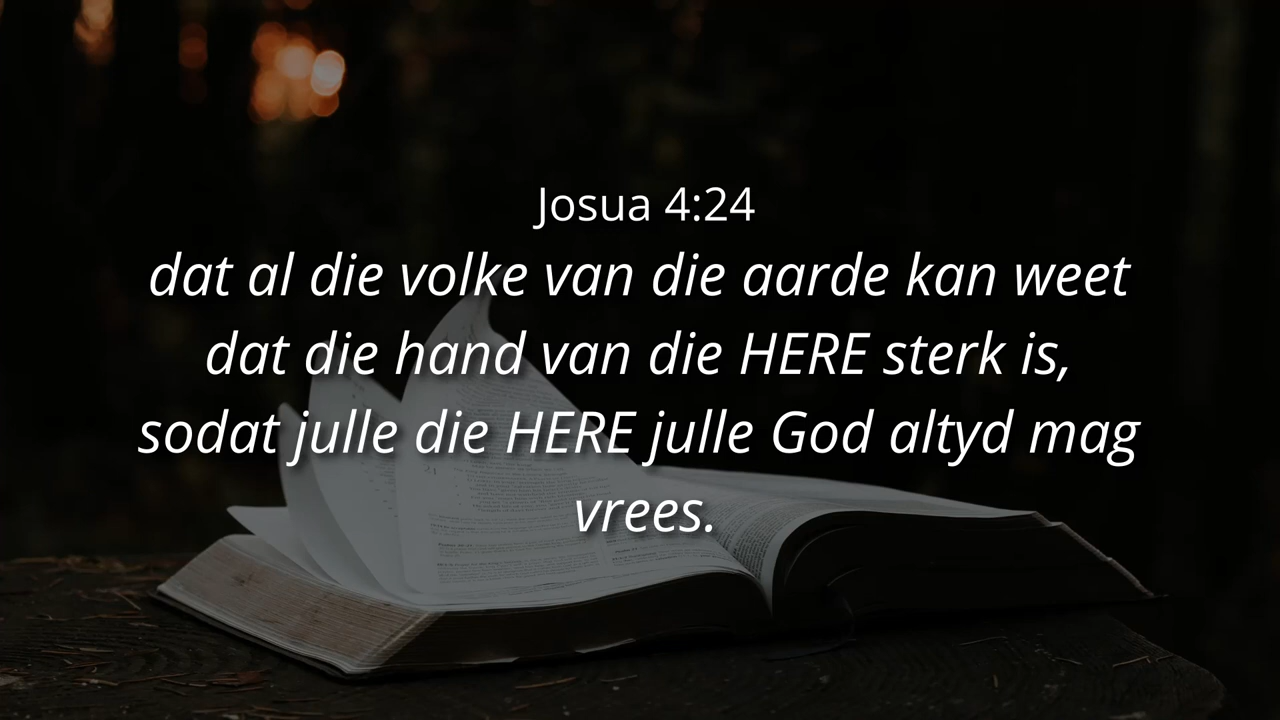 Josua 4:24
dat al die volke van die aarde kan weet
dat die hand van die HERE sterk is,
sodat julle die HERE julle God altyd mag
vrees.